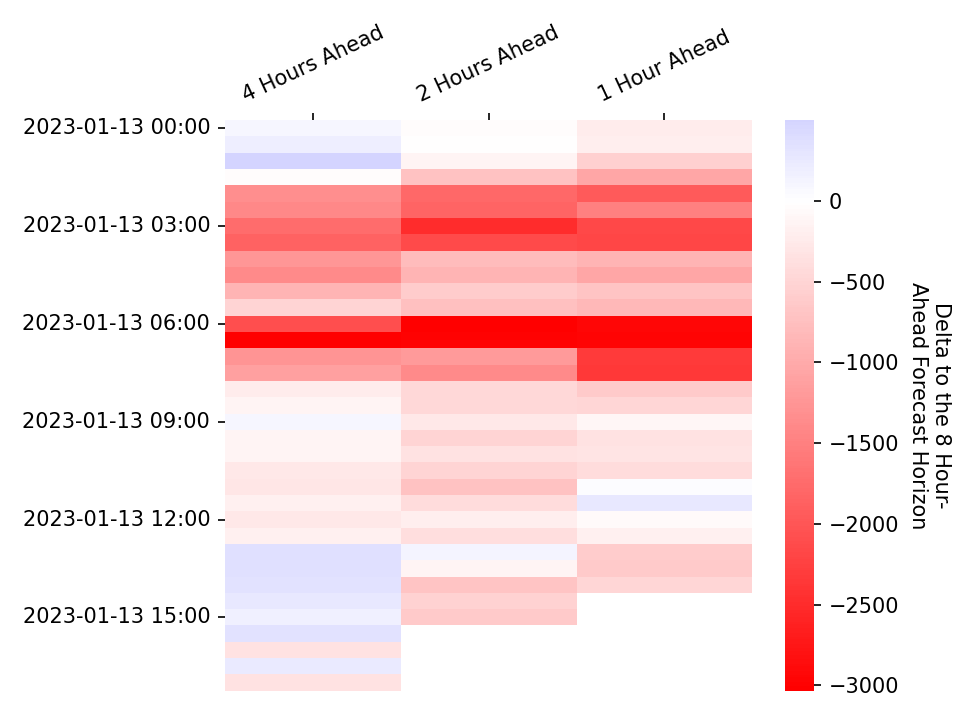 4 Hours Ahead
2 Hours Ahead
1 Hour Ahead
2023-01-13 00:00
2023-01-13 03:00
2023-01-13 06:00
2023-01-13 09:00
2023-01-13 12:00
2023-01-13 15:00
0
−500
−1000
−1500
−2000
−2500
−3000
Delta to the 8 Hour-
Ahead Forecast Horizon